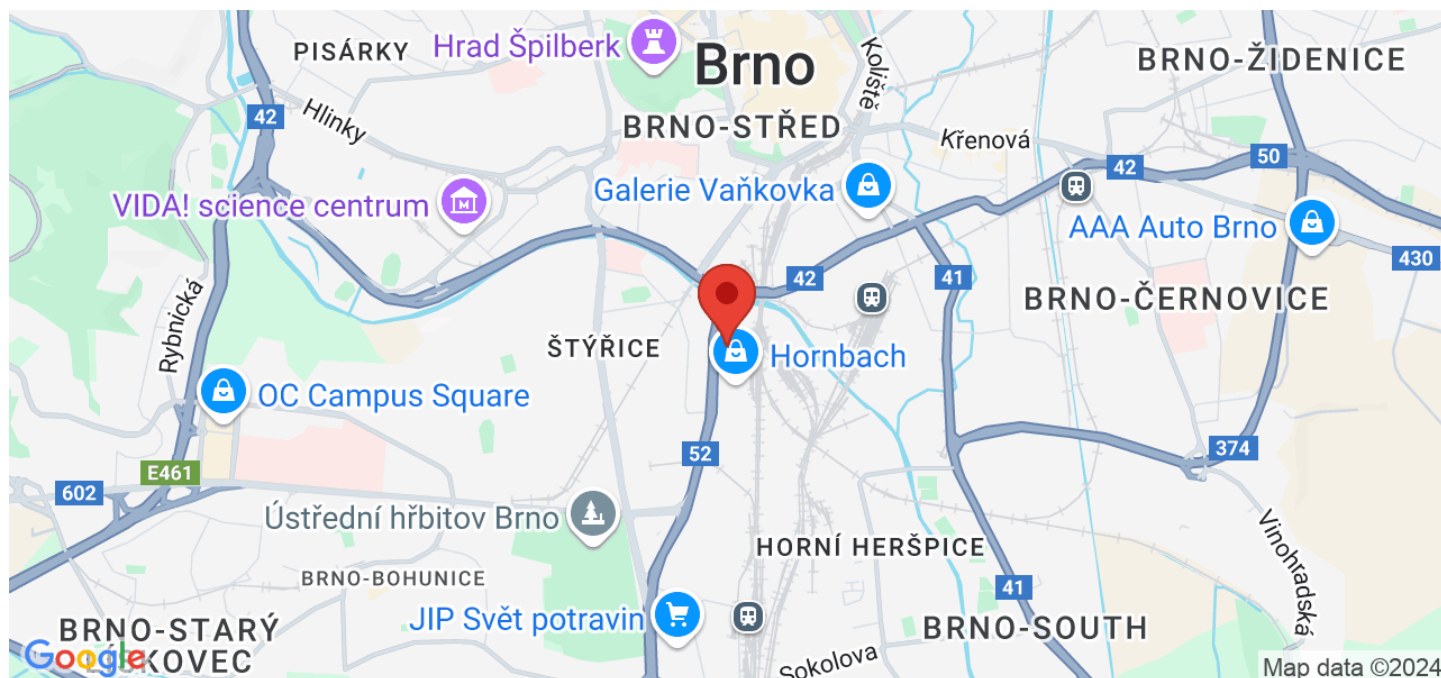 PISÁRKY
Hrad Špilberk
Brno
Koliště
BRNO-ŽIDENICE
42
Hlinky
BRNO-STŘED
Křenová
50
42
VIDA! science centrum
Galerie Vaňkovka
AAA Auto Brno
430
42
41
BRNO-ČERNOVICE
Rybnická
ŠTÝŘICE
Hornbach
OC Campus Square
52
374
E461
602
Ústřední hřbitov Brno
HORNÍ HERŠPICE
Vinohradská
BRNO-BOHUNICE
41
JIP Svět potravin
BRNO-SOUTH
BRNO-STARÝ
Sokolova
Google
Map data ©2024